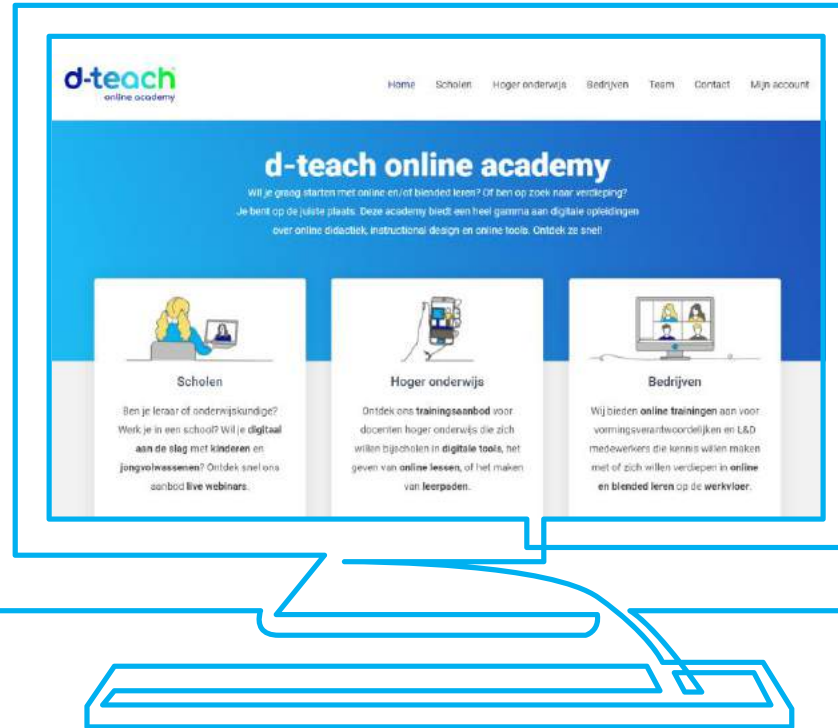 d-teach
online academy
Home Scholen Hoger onderwijs Bedrijven Team Contact Mijn account
d-teach online academy
Wil je graag starten met online en/of blended leren? Of ben op zoek naar verdieping?
Je bent op de juiste plaats. Deze academy biedt een heel gamma aan digitale opleidingen
over online didactiek, instructional design en online tools. Ontdek ze snel!
Scholen
Ben je leraar of onderwijskundige?
Werk je in een school? Wil je digitaal
aan de slag met kinderen en
jongvolwassenen? Ontdek snel ons
aanbod live webinars.
Hoger onderwijs
Ontdek ons trainingsaanbod voor
docenten hoger onderwijs die zich
willen bijscholen in digitale tools, het
geven van online lessen, of het maken
van leerpaden.
Bedrijven
Wij bieden online trainingen aan voor
vormingsverantwoordelijken en L&D
medewerkers die kennis willen maken
met of zich willen verdiepen in online
en blended leren op de werkvloer.